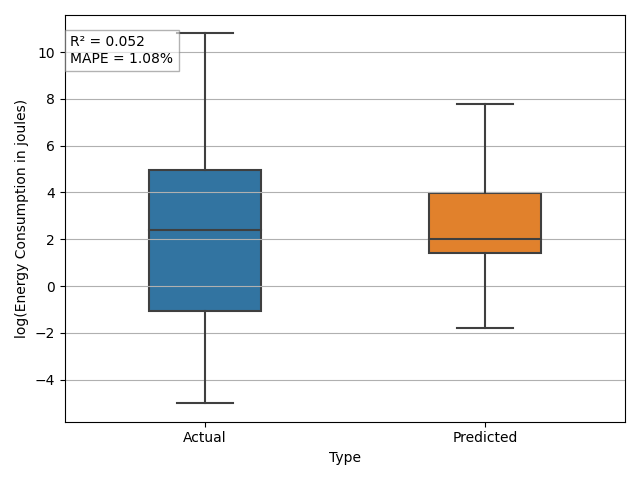 R² = 0.052
MAPE = 1.08%
log(Energy Consumption in joules)
10
8
6
4
2
0
−2
−4
Actual
Predicted
Type